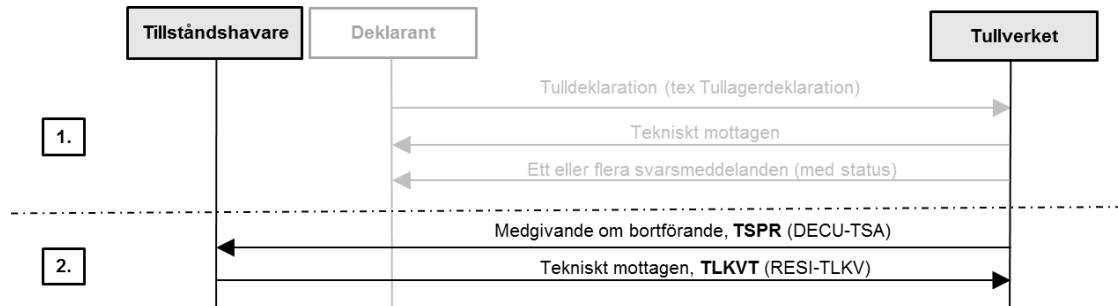 Tillståndshavare
Deklarant
Tullverket
Tulldeklaration (tex Tullagerdeklaration)
1.
Tekniskt mottagen
Ett eller flera svarsmeddelanden (med status)
Medgivande om bortförande, TSPR (DECU-TSA)
2.
Tekniskt mottagen, TLKVT (RESI-TLKV)